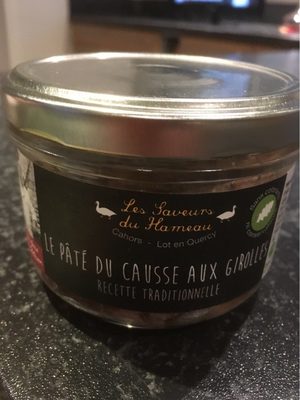 Les Saveurs
du Hameau
Cahors - Lot en Quercy
LE PÂTÉ DU CAUSSE AUX GIROLLES
RECETTE TRADITIONNELLE